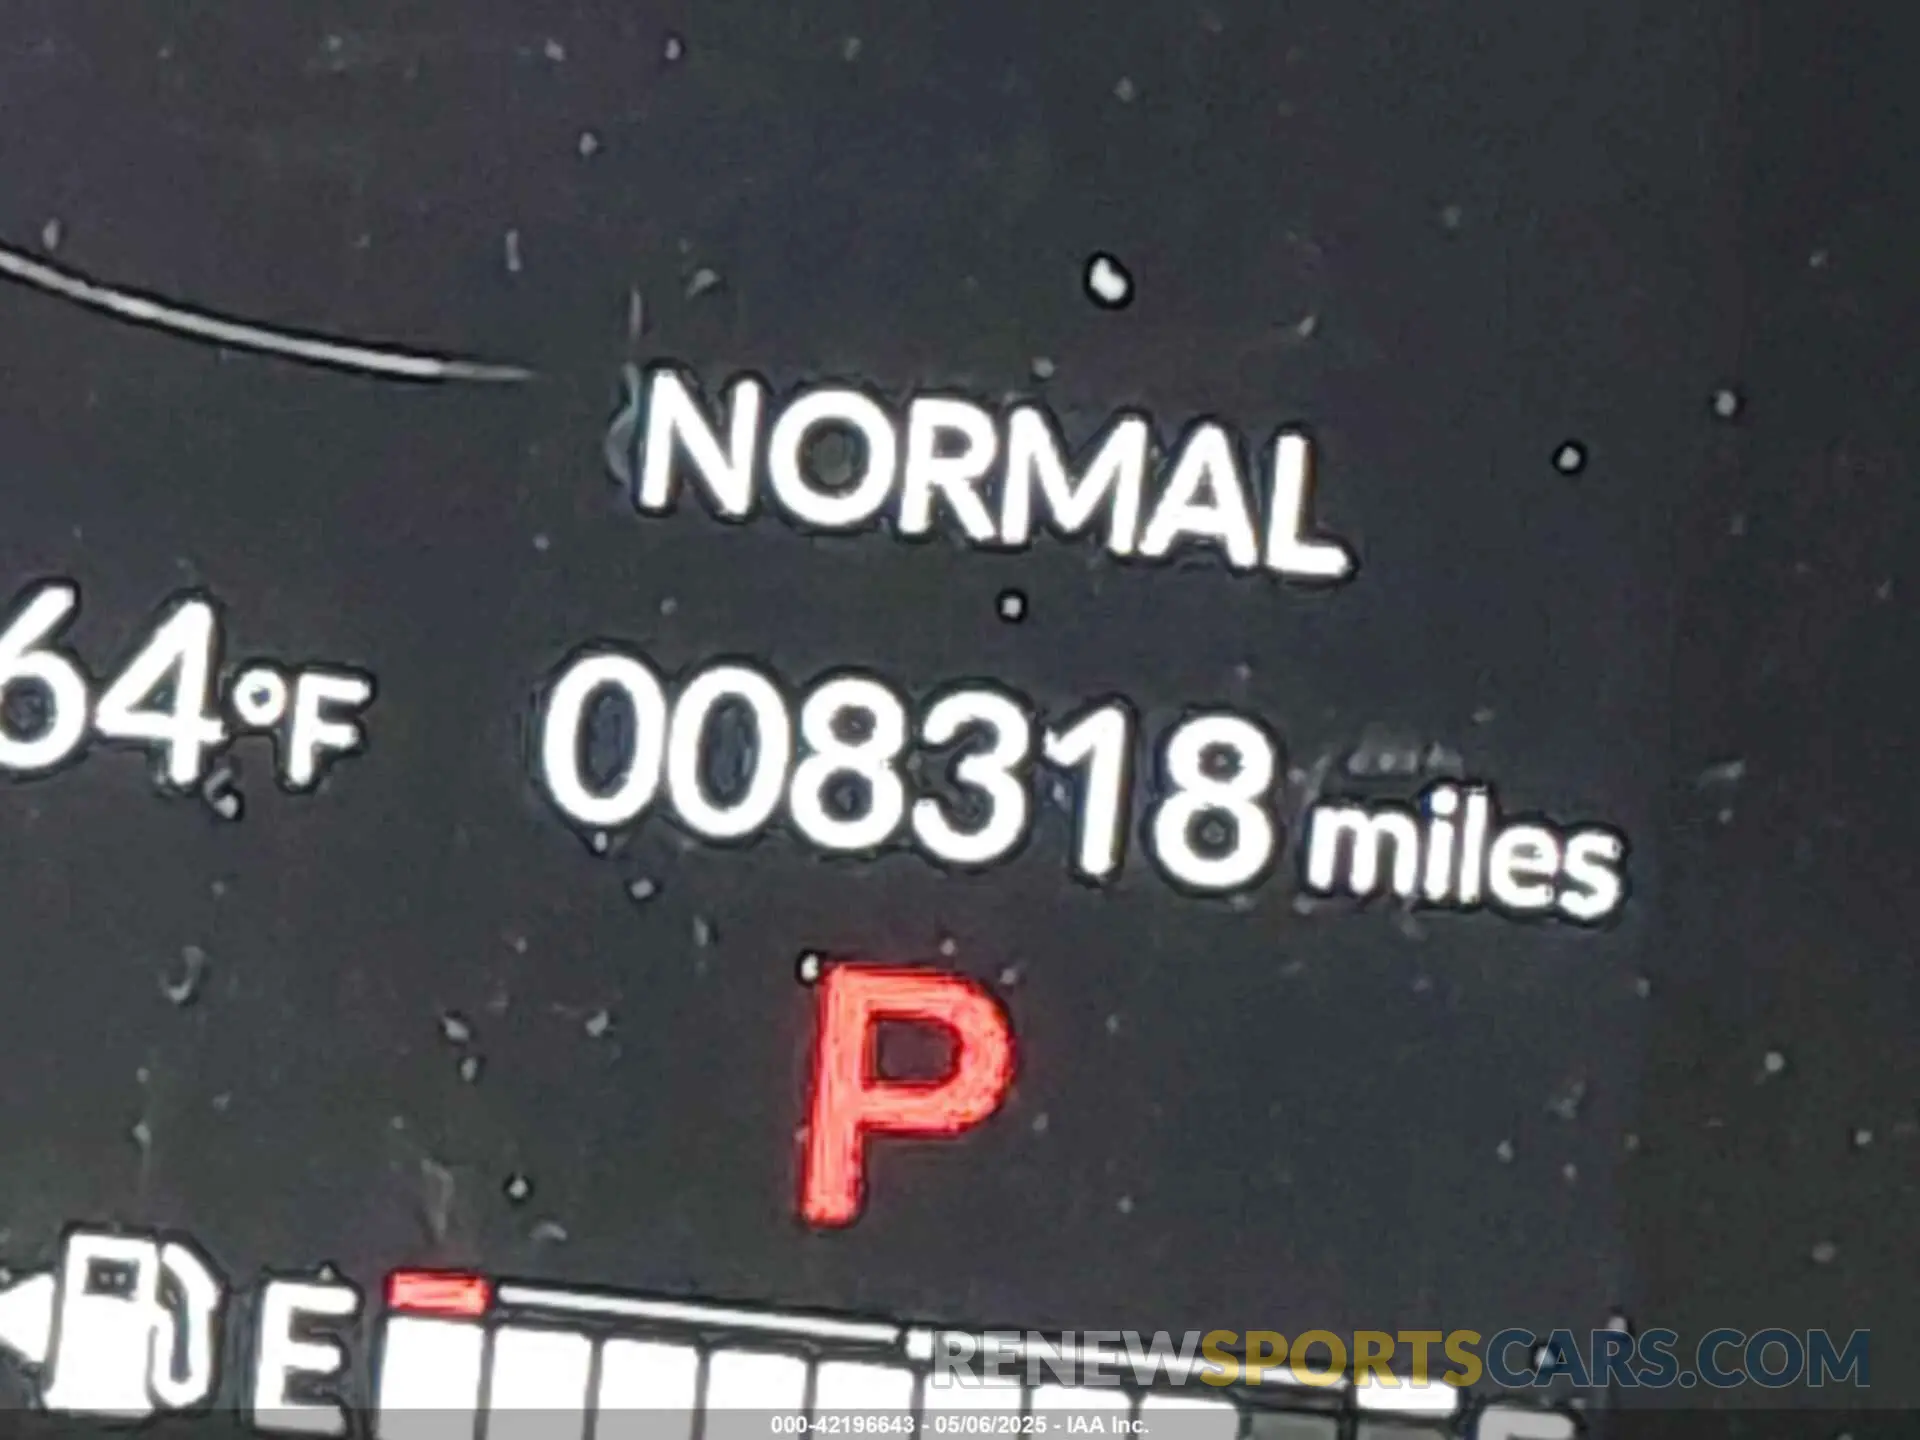 NORMAL
64°F
008318 miles
P
E
RENEWSPORTSCARS.COM
000-42196643 - 05/06/2025 - IAA Inc.